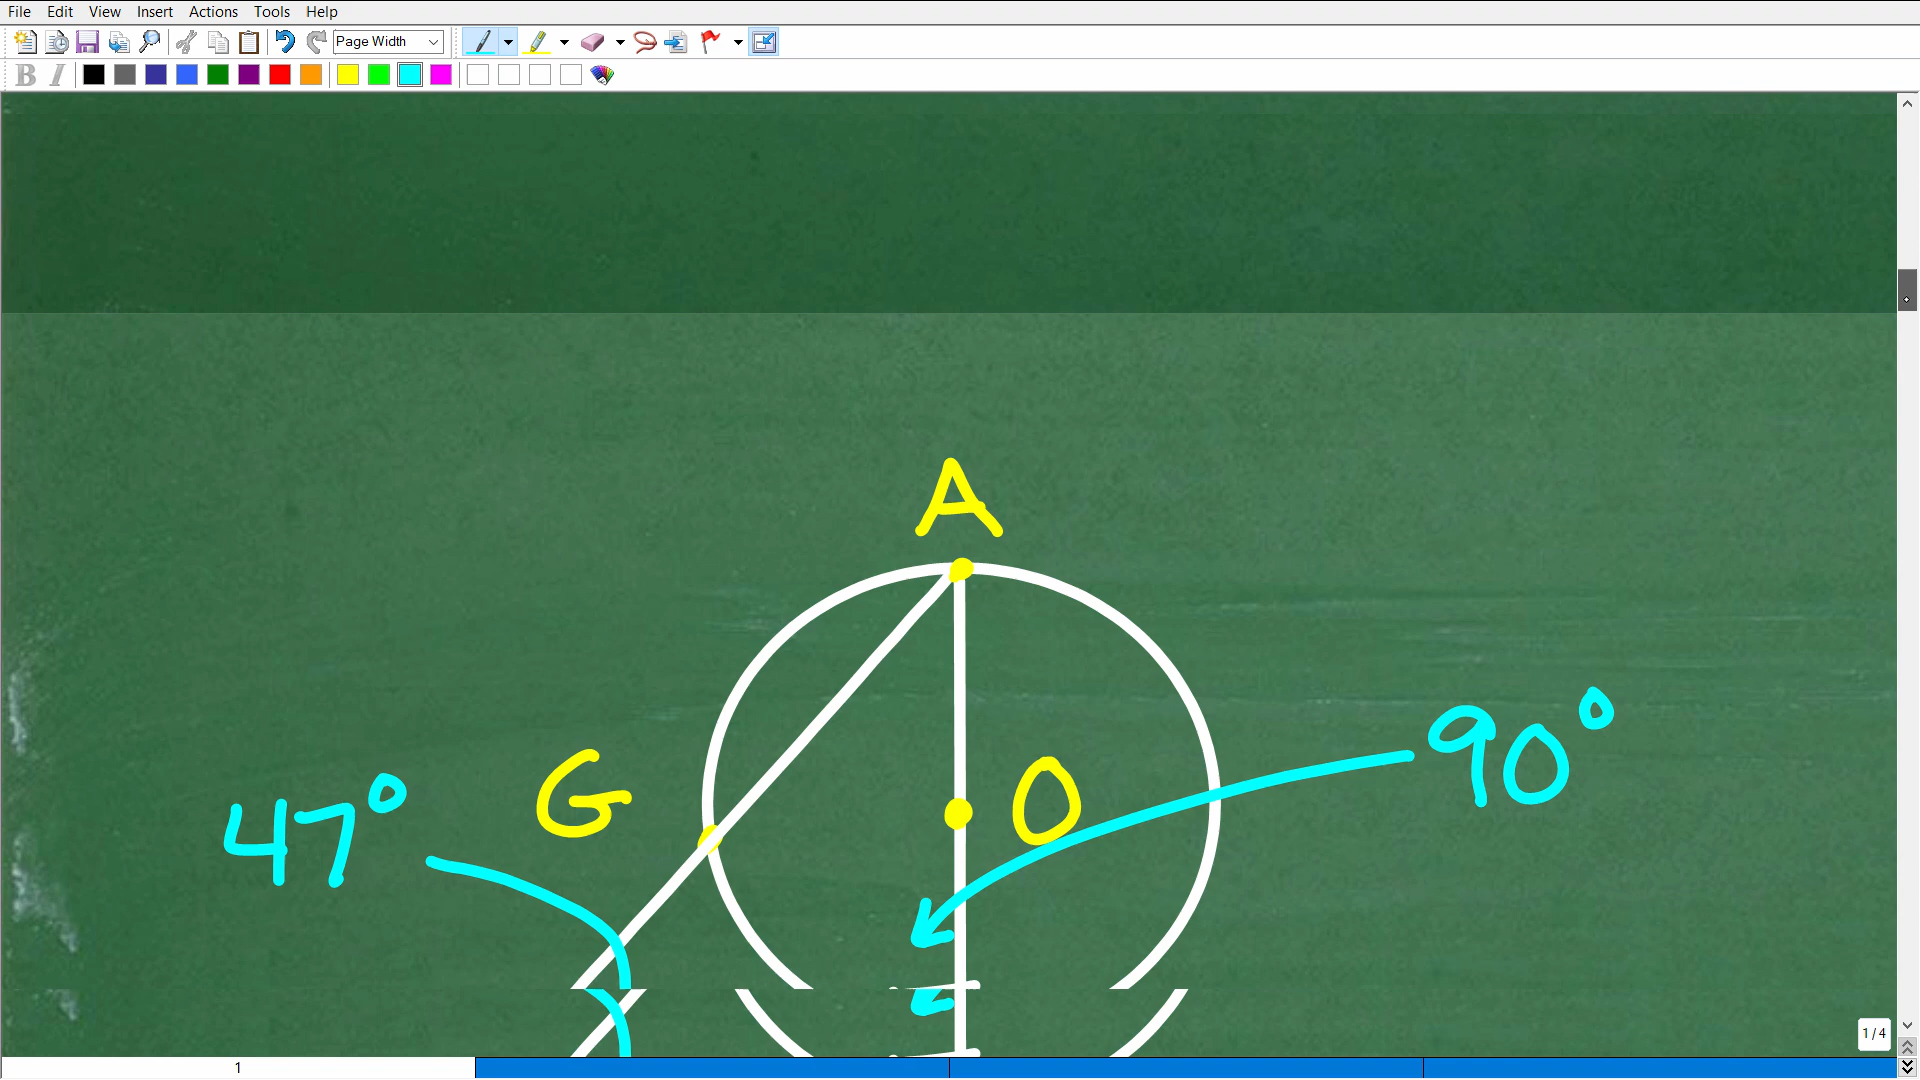 File Edit View Insert Actions Tools Help
Page Width
B I
A
90°
G
O
47°
1 / 4
1